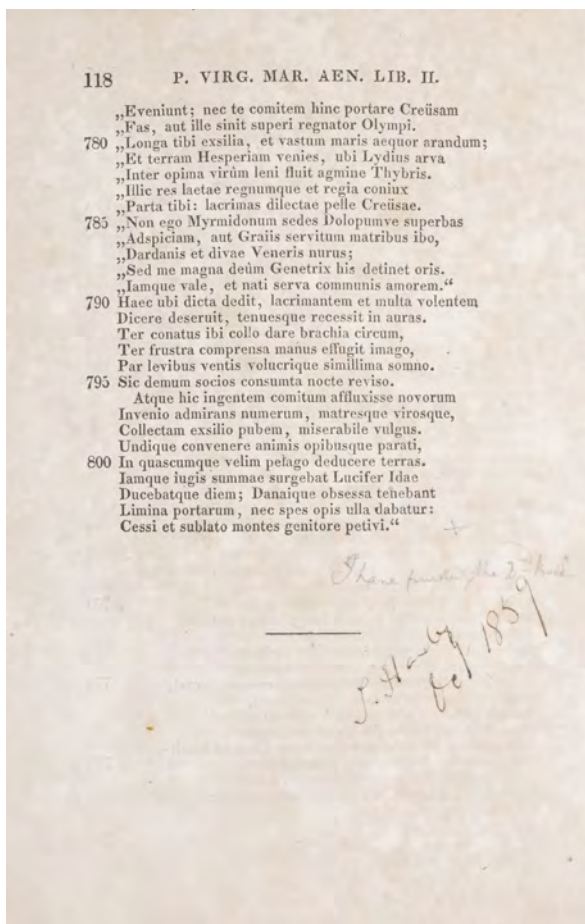 118 P. VIRG. MAR. AEN. LIB. II.
„Eveniunt; nec te comitem hinc portare Creüsam
„Fas, aut ille sinit superi regnator Olympi.
780 „Longa tibi exsilia, et vastum maris aequor arandum;
„Et terram Hesperiam venies, ubi Lydius arva
„Inter opima virûm leni fluit agmine Thybris.
„Illic res laetae regnumque et regia coniux
„Parta tibi: lacrimas dilectae pelle Creüsae.
785 „Non ego Myrmidonum sedes Dolopumve superbas
„Adspiciam, aut Graiis servitum matribus ibo,
„Dardanis et divae Veneris nurus;
„Sed me magna deûm Genetrix his detinet oris.
„Iamque vale, et nati serva communis amorem.“
790 Haec ubi dicta dedit, lacrimantem et multa volentem
Dicere deseruit, tenuesque recessit in auras.
Ter conatus ibi collo dare brachia circum,
Ter frustra comprensa manus effugit imago,
Par levibus ventis volucrique simillima somno.
795 Sic demum socios consumta nocte reviso.
Atque hic ingentem comitum affluxisse novorum
Invenio admirans numerum, matresque virosque,
Collectam exsilio pubem, miserabile vulgus.
Undique convenere animis opibusque parati,
800 In quascumque velim pelago deducere terras.
Iamque iugis summae surgebat Lucifer Idae
Ducebatque diem; Danaique obsessa tenebant
Limina portarum, nec spes opis ulla dabatur:
Cessi et sublato montes genitore petivi.“ +
I have the 2nd
1859